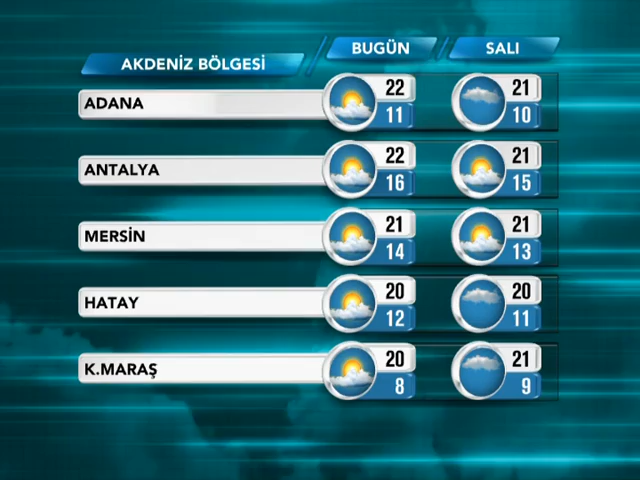 AKDENİZ BÖLGESİ BUGÜN SALI
ADANA 22 11 21 10
ANTALYA 22 16 21 15
MERSİN 21 14 21 13
HATAY 20 12 20 11
K.MARAŞ 20 8 21 9